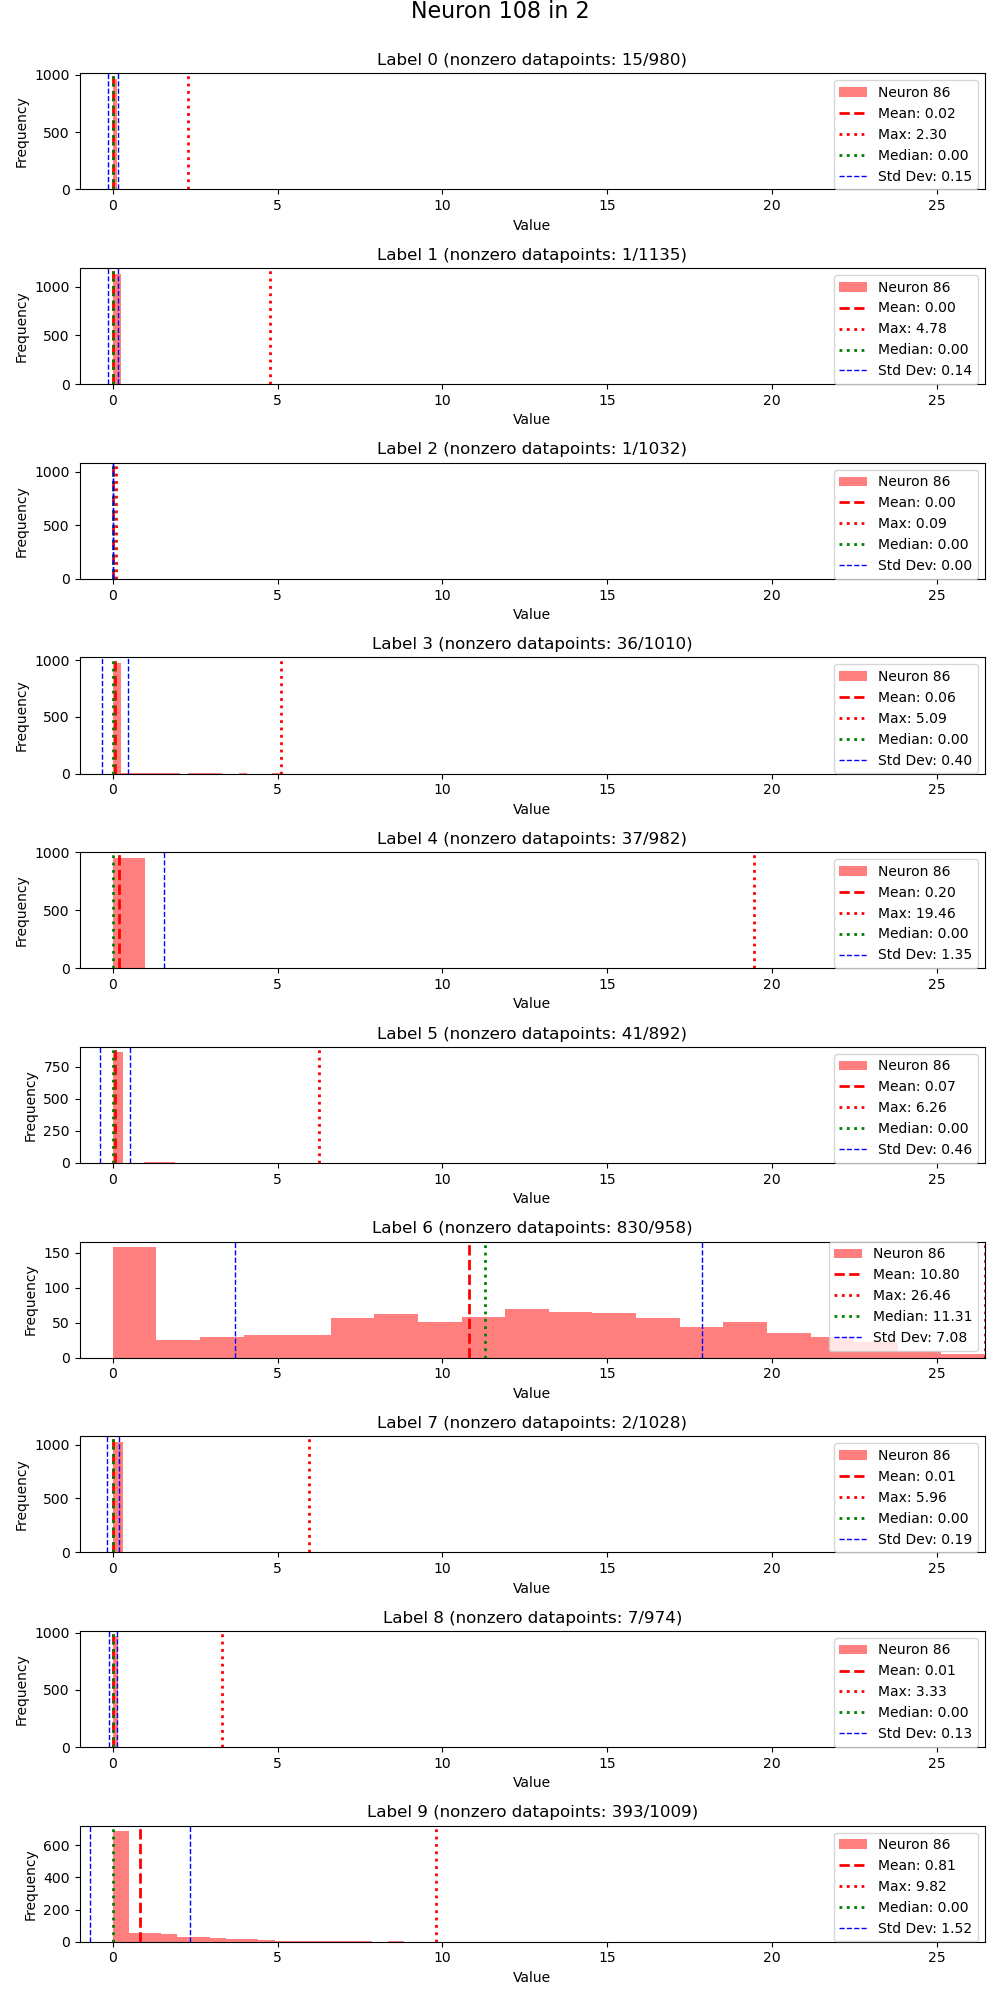 Neuron 108 in 2
Label 0 (nonzero datapoints: 15/980)
Frequency
1000
500
0
Neuron 86
Mean: 0.02
Max: 2.30
Median: 0.00
Std Dev: 0.15
0 5 10 15 20 25
Value
Label 1 (nonzero datapoints: 1/1135)
Frequency
1000
500
0
Neuron 86
Mean: 0.00
Max: 4.78
Median: 0.00
Std Dev: 0.14
0 5 10 15 20 25
Value
Label 2 (nonzero datapoints: 1/1032)
Frequency
1000
500
0
Neuron 86
Mean: 0.00
Max: 0.09
Median: 0.00
Std Dev: 0.00
0 5 10 15 20 25
Value
Label 3 (nonzero datapoints: 36/1010)
Frequency
1000
500
0
Neuron 86
Mean: 0.06
Max: 5.09
Median: 0.00
Std Dev: 0.40
0 5 10 15 20 25
Value
Label 4 (nonzero datapoints: 37/982)
Frequency
1000
500
0
Neuron 86
Mean: 0.20
Max: 19.46
Median: 0.00
Std Dev: 1.35
0 5 10 15 20 25
Value
Label 5 (nonzero datapoints: 41/892)
Frequency
750
500
250
0
Neuron 86
Mean: 0.07
Max: 6.26
Median: 0.00
Std Dev: 0.46
0 5 10 15 20 25
Value
Label 6 (nonzero datapoints: 830/958)
Frequency
150
100
50
0
Neuron 86
Mean: 10.80
Max: 26.46
Median: 11.31
Std Dev: 7.08
0 5 10 15 20 25
Value
Label 7 (nonzero datapoints: 2/1028)
Frequency
1000
500
0
Neuron 86
Mean: 0.01
Max: 5.96
Median: 0.00
Std Dev: 0.19
0 5 10 15 20 25
Value
Label 8 (nonzero datapoints: 7/974)
Frequency
1000
500
0
Neuron 86
Mean: 0.01
Max: 3.33
Median: 0.00
Std Dev: 0.13
0 5 10 15 20 25
Value
Label 9 (nonzero datapoints: 393/1009)
Frequency
600
400
200
0
Neuron 86
Mean: 0.81
Max: 9.82
Median: 0.00
Std Dev: 1.52
0 5 10 15 20 25
Value